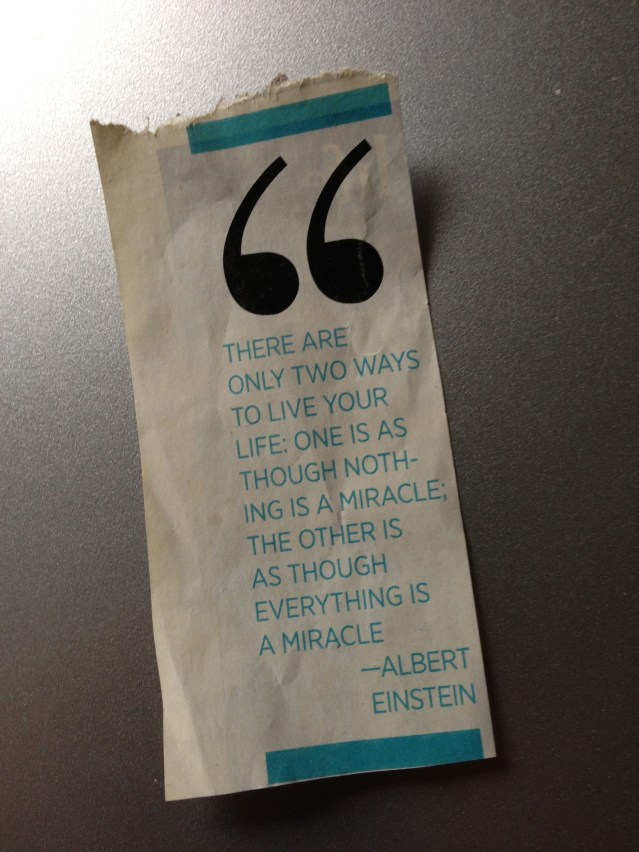 “
THERE ARE
ONLY TWO WAYS
TO LIVE YOUR
LIFE: ONE IS AS
THOUGH NOTH-
ING IS A MIRACLE;
THE OTHER IS
AS THOUGH
EVERYTHING IS
A MIRACLE
—ALBERT
EINSTEIN